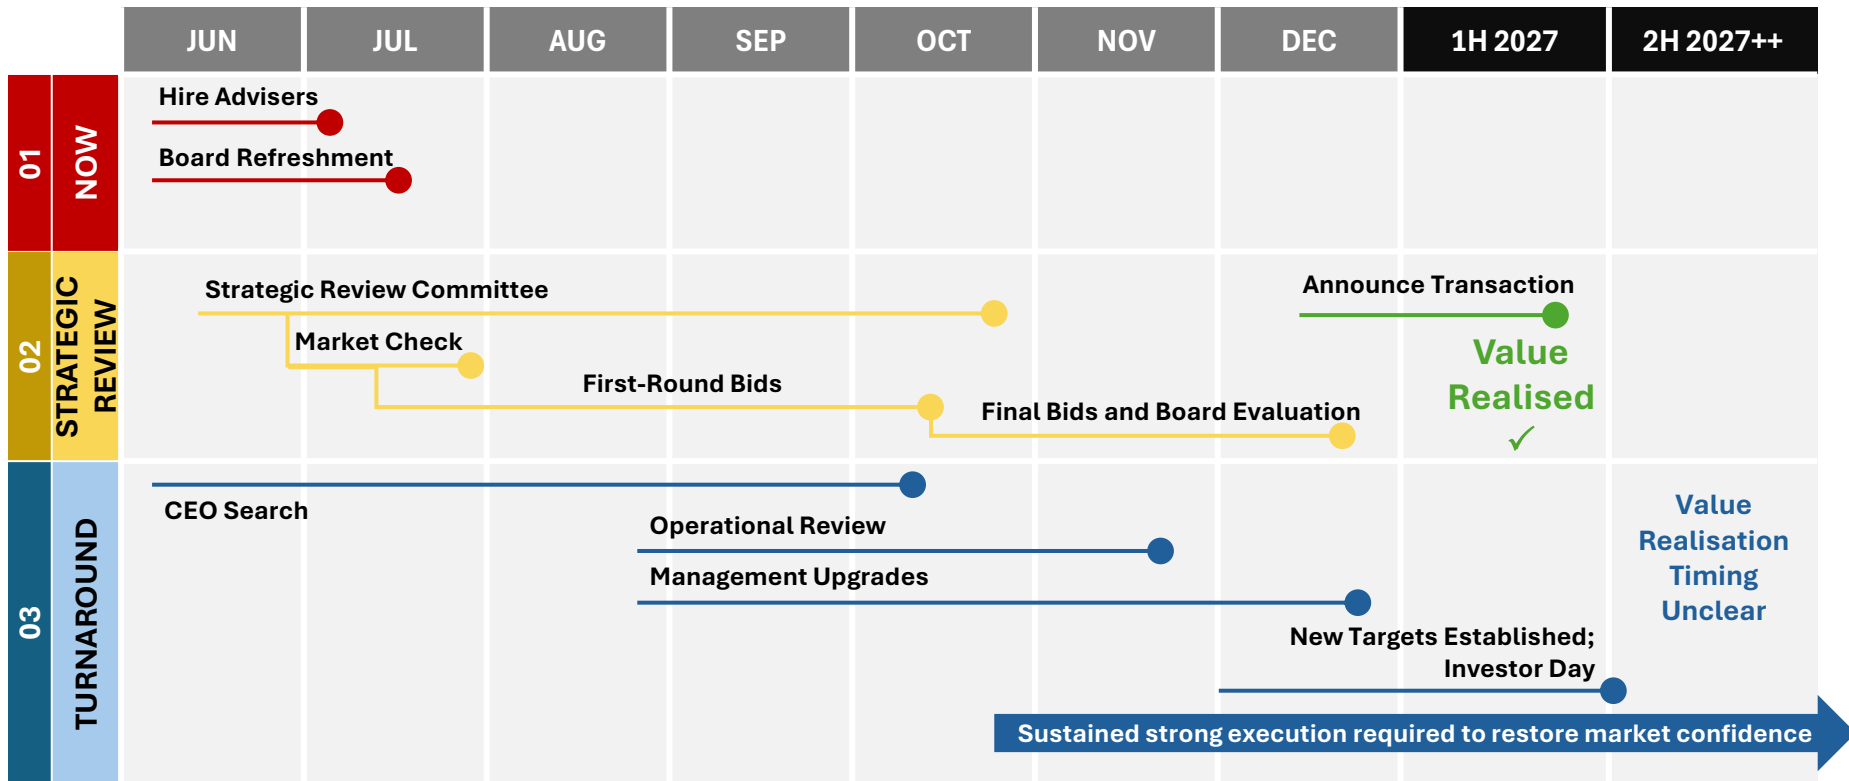 JUN JUL AUG SEP OCT NOV DEC 1H 2027 2H 2027++
01
NOW
Hire Advisers
Board Refreshment
02
STRATEGIC
REVIEW
Strategic Review Committee
Market Check
First-Round Bids
Final Bids and Board Evaluation
Announce Transaction
Value
Realised
✓
03
TURNAROUND
CEO Search
Operational Review
Management Upgrades
New Targets Established;
Investor Day
Value
Realisation
Timing
Unclear
Sustained strong execution required to restore market confidence